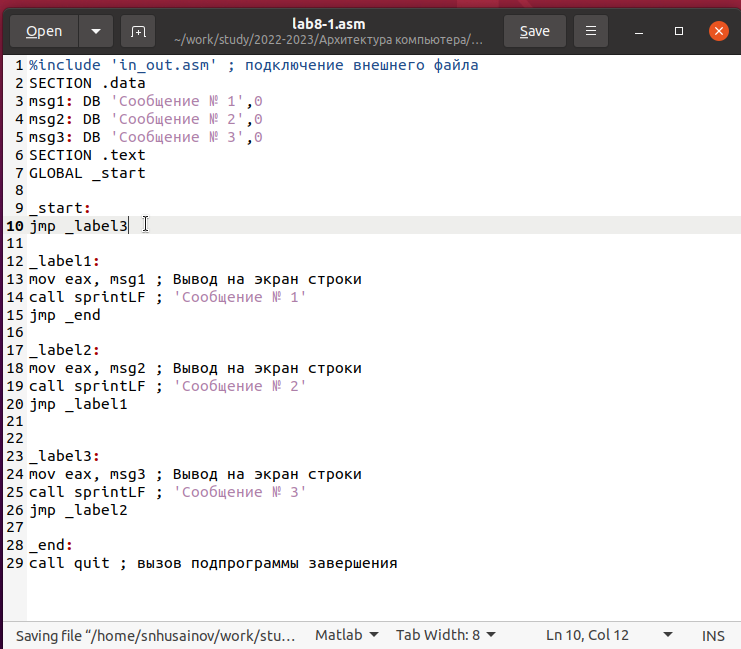 Open
lab8-1.asm
~/work/study/2022-2023/Архитектура компьютера/...
Save
1 %include 'in_out.asm' ; подключение внешнего файла
2 SECTION .data
3 msg1: DB 'Сообщение № 1',0
4 msg2: DB 'Сообщение № 2',0
5 msg3: DB 'Сообщение № 3',0
6 SECTION .text
7 GLOBAL _start
8
9 _start:
10 jmp _label3
11
12 _label1:
13 mov eax, msg1 ; Вывод на экран строки
14 call sprintLF ; 'Сообщение № 1'
15 jmp _end
16
17 _label2:
18 mov eax, msg2 ; Вывод на экран строки
19 call sprintLF ; 'Сообщение № 2'
20 jmp _label1
21
22
23 _label3:
24 mov eax, msg3 ; Вывод на экран строки
25 call sprintLF ; 'Сообщение № 3'
26 jmp _label2
27
28 _end:
29 call quit ; вызов подпрограммы завершения
Saving file “/home/snhusainov/work/stu... Matlab Tab Width: 8 Ln 10, Col 12 INS